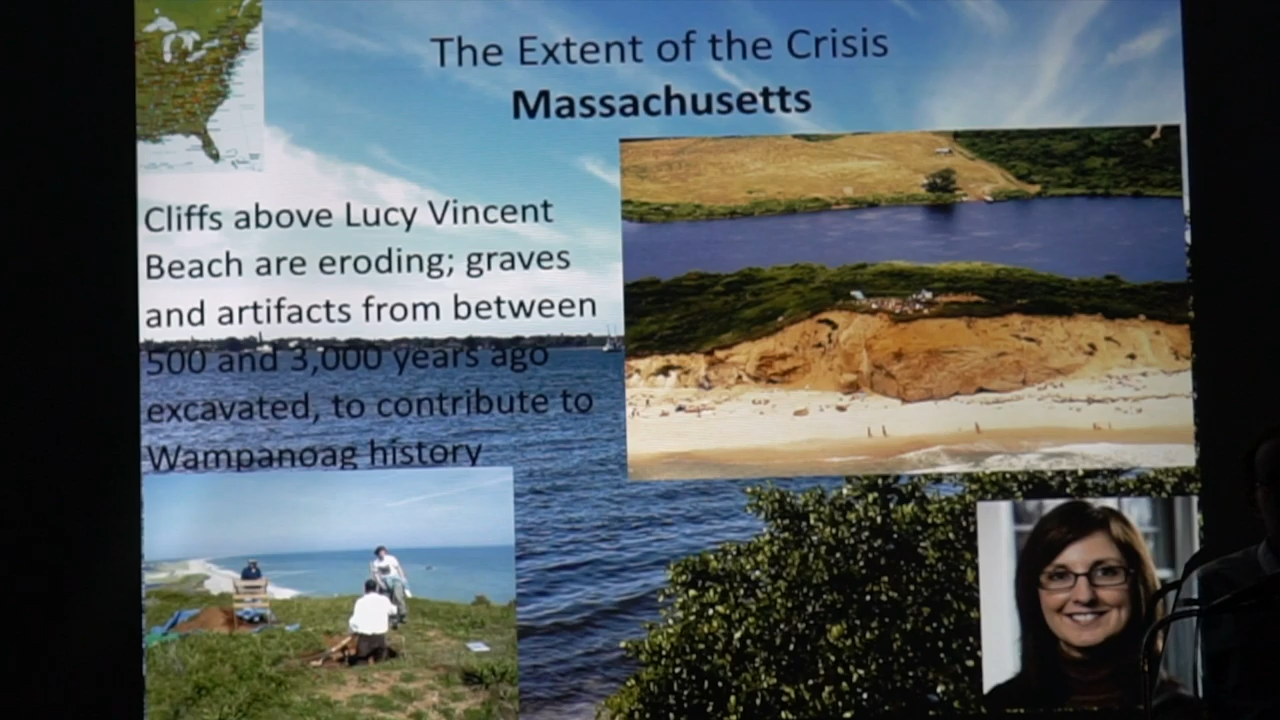 The Extent of the Crisis
Massachusetts
Cliffs above Lucy Vincent
Beach are eroding; graves
and artifacts from between
500 and 3,000 years ago
excavated, to contribute to
Wampanoag history